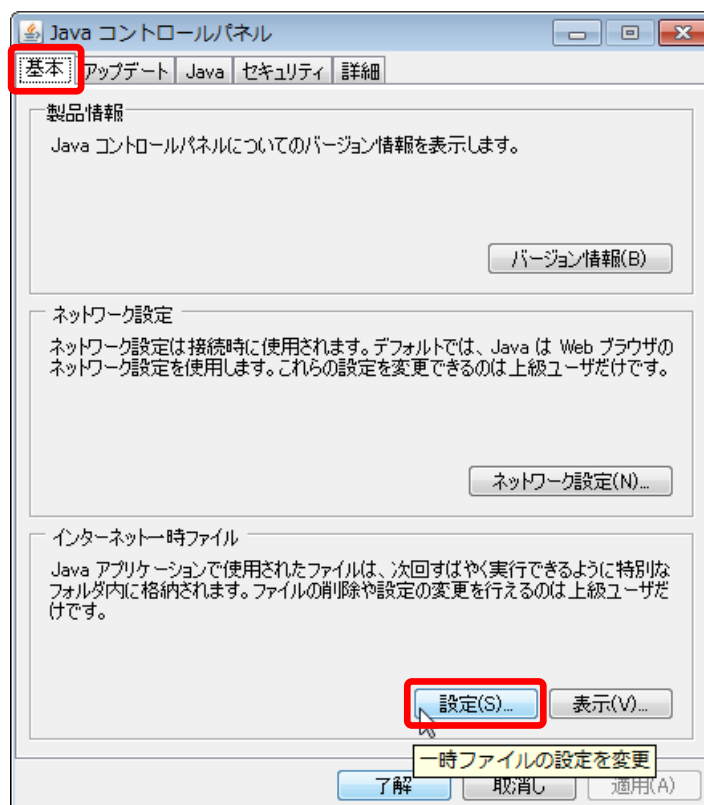 Java コントロールパネル
基本 アップデート Java セキュリティ 詳細
製品情報
Java コントロールパネルについてのバージョン情報を表示します。
バージョン情報(B)
ネットワーク設定
ネットワーク設定は接続時に使用されます。デフォルトでは、Java は Web ブラウザの
ネットワーク設定を使用します。これらの設定を変更できるのは上級ユーザだけです。
ネットワーク設定(N)...
インターネット一時ファイル
Java アプリケーションで使用されたファイルは、次回すばやく実行できるように特別な
フォルダ内に格納されます。ファイルの削除や設定の変更を行えるのは上級ユーザだ
けです。
設定(S)... 表示(V)...
一時ファイルの設定を変更
了解 取消し 適用(A)